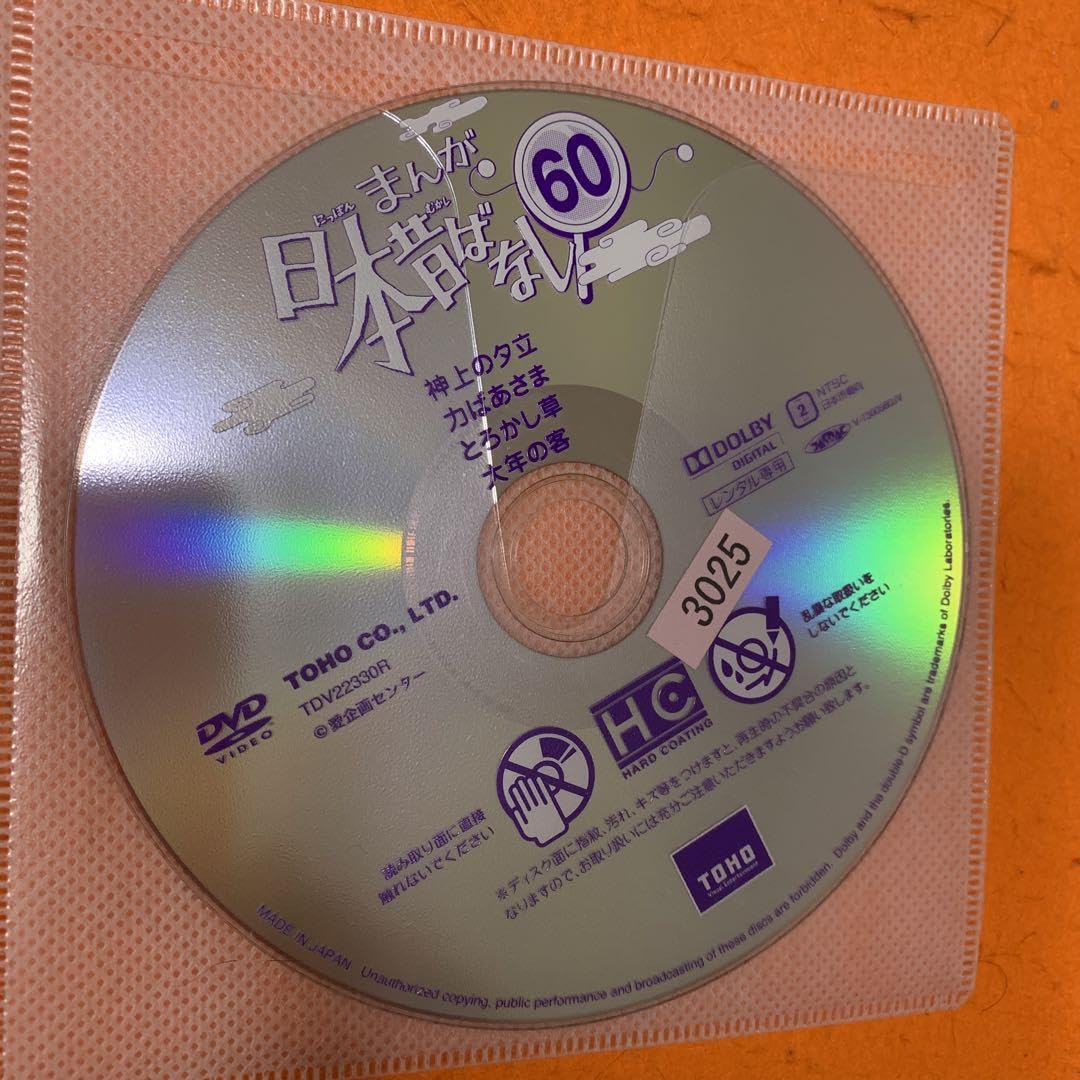 まんが
にっぽん むかし
日本昔ばなし
60
神上の夕立
力ばあさま
とろかし草
大年の客
DOLBY
DIGITAL
2
NTSC
日本市場向
レンタル専用
3025
DVD
VIDEO
TOHO CO., LTD.
TDV22330R
©愛企画センター
HC
HARD COATING
乱暴な取扱いを
しないでください
読み取り面に直接
触れないでください
※ディスク面に指紋、汚れ、キズ等をつけますと、再生時の不具合の原因と
なりますので、お取り扱いには充分ご注意いただきますようお願い致します。
TOHO
Visual Entertainment
MADE IN JAPAN Unauthorized copying, public performance and broadcasting of these discs are forbidden. Dolby and the double-D symbol are trademarks of Dolby Laboratories.